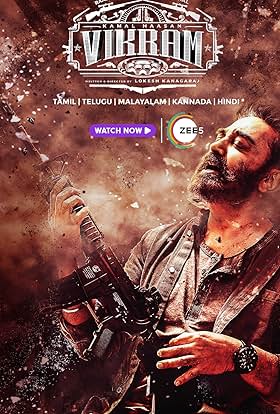 KAMAL HAASAN
VIKRAM
WRITTEN & DIRECTED BY LOKESH KANAGARAJ
TAMIL | TELUGU | MALAYALAM | KANNADA | HINDI
WATCH NOW
ZEE5